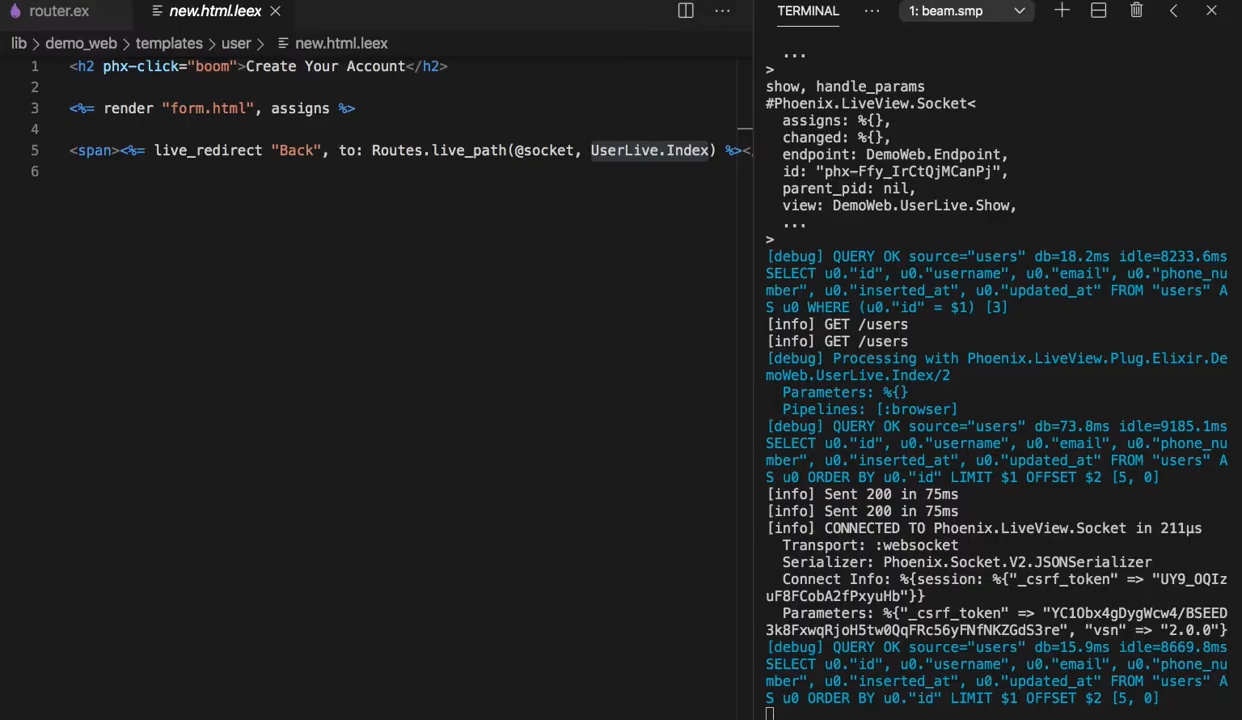 router.ex
new.html.leex
lib > demo_web > templates > user > new.html.leex
1 <h2 phx-click="boom">Create Your Account</h2>
2
3 <%= render "form.html", assigns %>
4
5 <span><%= live_redirect "Back", to: Routes.live_path(@socket, UserLive.Index) %><
6
TERMINAL ... 1: beam.smp
...
>
show, handle_params
#Phoenix.LiveView.Socket<
assigns: %{},
changed: %{},
endpoint: DemoWeb.Endpoint,
id: "phx-Ffy_IrCtQjMCanPj",
parent_pid: nil,
view: DemoWeb.UserLive.Show,
...
>
[debug] QUERY OK source="users" db=18.2ms idle=8233.6ms
SELECT u0."id", u0."username", u0."email", u0."phone_nu
mber", u0."inserted_at", u0."updated_at" FROM "users" A
S u0 WHERE (u0."id" = $1) [3]
[info] GET /users
[info] GET /users
[debug] Processing with Phoenix.LiveView.Plug.Elixir.De
moWeb.UserLive.Index/2
Parameters: %{}
Pipelines: [:browser]
[debug] QUERY OK source="users" db=73.8ms idle=9185.1ms
SELECT u0."id", u0."username", u0."email", u0."phone_nu
mber", u0."inserted_at", u0."updated_at" FROM "users" A
S u0 ORDER BY u0."id" LIMIT $1 OFFSET $2 [5, 0]
[info] Sent 200 in 75ms
[info] Sent 200 in 75ms
[info] CONNECTED TO Phoenix.LiveView.Socket in 211µs
Transport: :websocket
Serializer: Phoenix.Socket.V2.JSONSerializer
Connect Info: %{session: %{"_csrf_token" => "UY9_OQIz
uF8FCobA2fPxyuHb"}}
Parameters: %{"_csrf_token" => "YC1Obx4gDygWcw4/BSEED
3k8FxwqRjoH5tw0QqFRc56yFNfNKZGdS3re", "vsn" => "2.0.0"}
[debug] QUERY OK source="users" db=15.9ms idle=8669.8ms
SELECT u0."id", u0."username", u0."email", u0."phone_nu
mber", u0."inserted_at", u0."updated_at" FROM "users" A
S u0 ORDER BY u0."id" LIMIT $1 OFFSET $2 [5, 0]